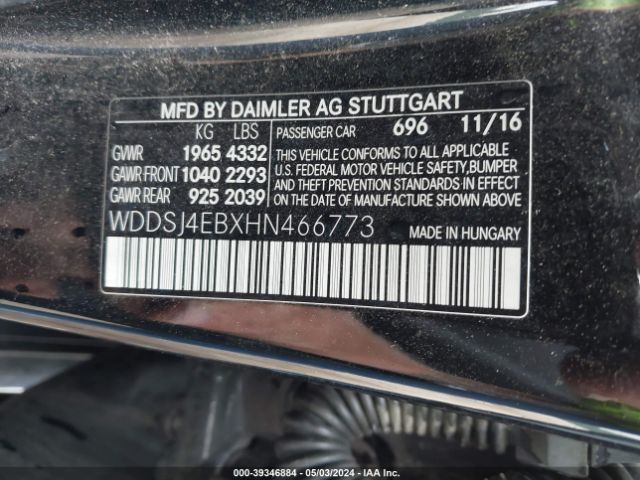 MFD BY DAIMLER AG STUTTGART
KG LBS PASSENGER CAR 696 11/16
GVWR 1965 4332 THIS VEHICLE CONFORMS TO ALL APPLICABLE
U.S. FEDERAL MOTOR VEHICLE SAFETY,BUMPER
GAWR FRONT 1040 2293 AND THEFT PREVENTION STANDARDS IN EFFECT
GAWR REAR 925 2039 ON THE DATE OF MANUFACTURE SHOWN ABOVE.
WDDSJ4EBXHN466773 MADE IN HUNGARY
000-39346884 - 05/03/2024 - IAA Inc.